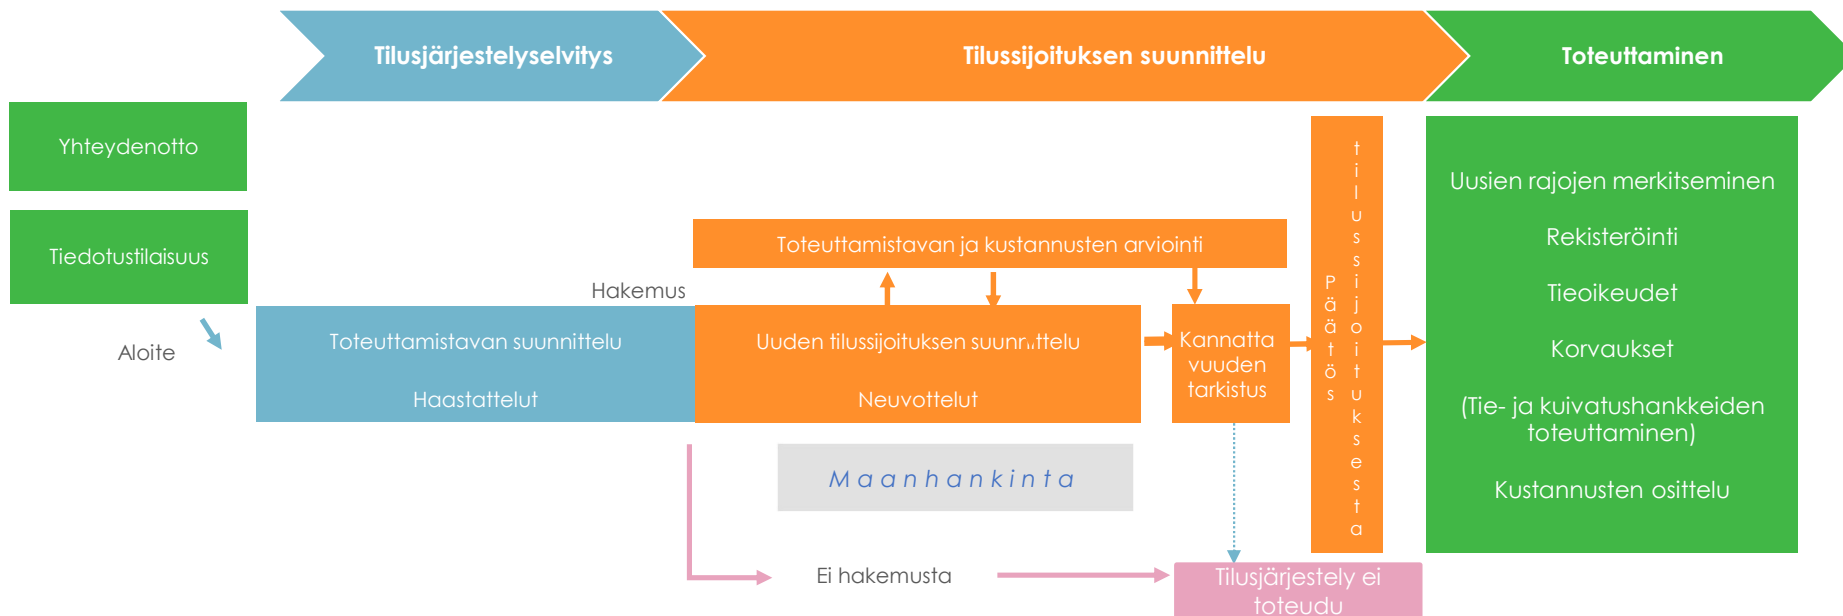 Tilusjärjestelyselvitys
Tilussijoituksen suunnittelu
Toteuttaminen
Yhteydenotto
Tiedotustilaisuus
Aloite
Hakemus
Toteuttamistavan suunnittelu
Haastattelut
Toteuttamistavan ja kustannusten arviointi
Uuden tilussijoituksen suunnittelu
Neuvottelut
Maanhankinta
Kannatta
vuuden
tarkistus
Päätös
tilussijoituksesta
Uusien rajojen merkitseminen
Rekisteröinti
Tieoikeudet
Korvaukset
(Tie- ja kuivatushankkeiden
toteuttaminen)
Kustannusten osittelu
Ei hakemusta
Tilusjärjestely ei
toteudu